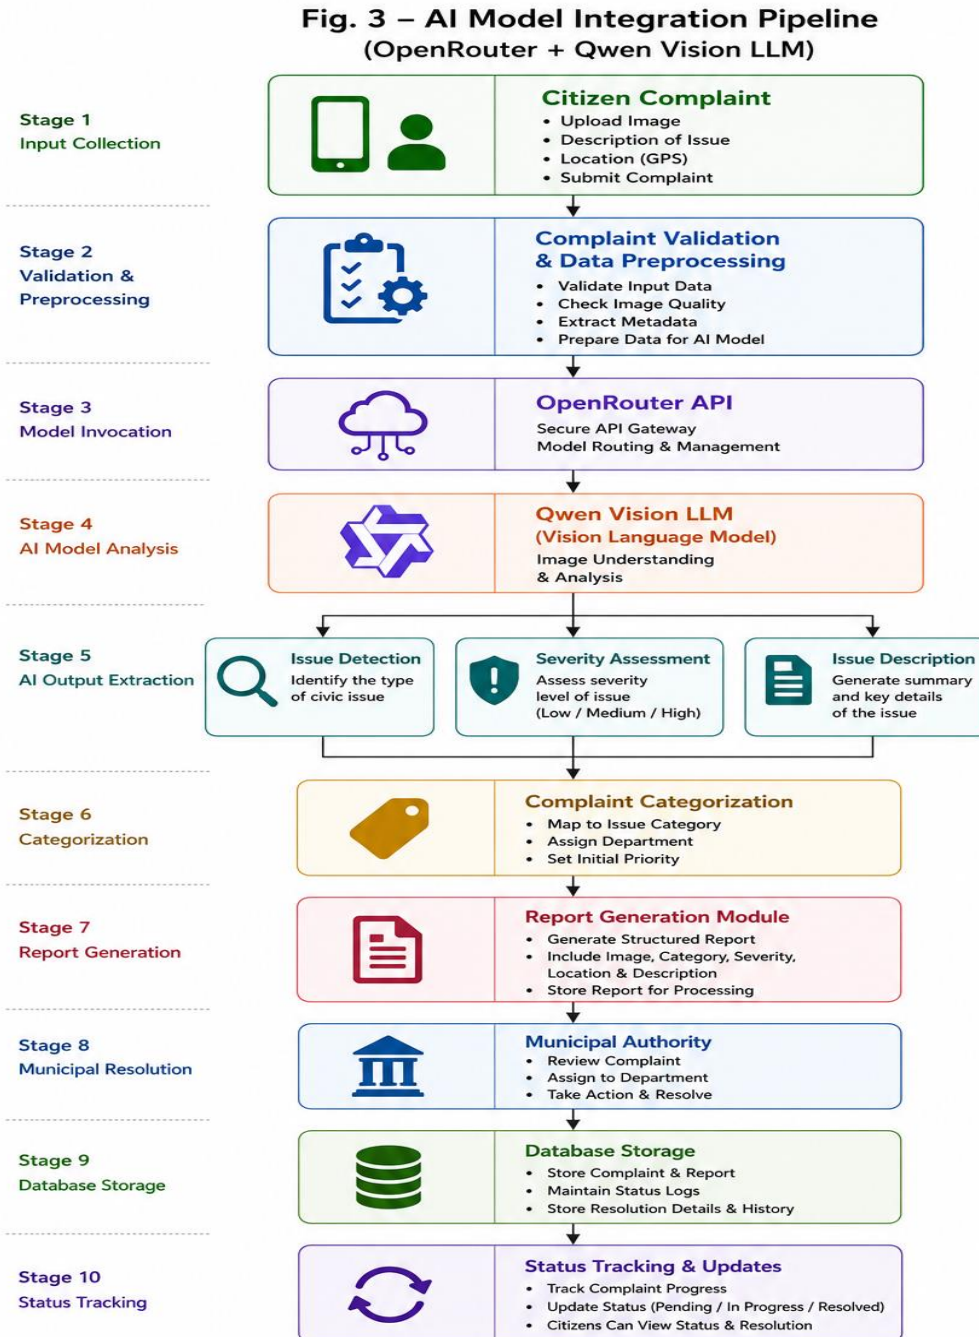 Fig. 3 – AI Model Integration Pipeline
(OpenRouter + Qwen Vision LLM)
Stage 1
Input Collection
Citizen Complaint
• Upload Image
• Description of Issue
• Location (GPS)
• Submit Complaint
Stage 2
Validation &
Preprocessing
Complaint Validation
& Data Preprocessing
• Validate Input Data
• Check Image Quality
• Extract Metadata
• Prepare Data for AI Model
Stage 3
Model Invocation
OpenRouter API
Secure API Gateway
Model Routing & Management
Stage 4
AI Model Analysis
Qwen Vision LLM
(Vision Language Model)
Image Understanding
& Analysis
Stage 5
AI Output Extraction
Issue Detection
Identify the type
of civic issue
Severity Assessment
Assess severity
level of issue
(Low / Medium / High)
Issue Description
Generate summary
and key details
of the issue
Stage 6
Categorization
Complaint Categorization
• Map to Issue Category
• Assign Department
• Set Initial Priority
Stage 7
Report Generation
Report Generation Module
• Generate Structured Report
• Include Image, Category, Severity,
Location & Description
• Store Report for Processing
Stage 8
Municipal Resolution
Municipal Authority
• Review Complaint
• Assign to Department
• Take Action & Resolve
Stage 9
Database Storage
Database Storage
• Store Complaint & Report
• Maintain Status Logs
• Store Resolution Details & History
Stage 10
Status Tracking
Status Tracking & Updates
• Track Complaint Progress
• Update Status (Pending / In Progress / Resolved)
• Citizens Can View Status & Resolution